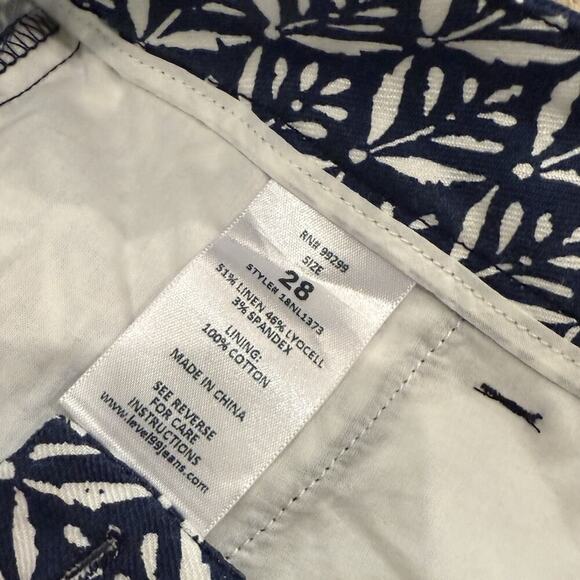 RN# 99299
SIZE
28
STYLE# 18NL1373
51% LINEN 46% LYOCELL
3% SPANDEX
LINING:
100% COTTON
MADE IN CHINA
SEE REVERSE
FOR CARE
INSTRUCTIONS
www.level99jeans.com